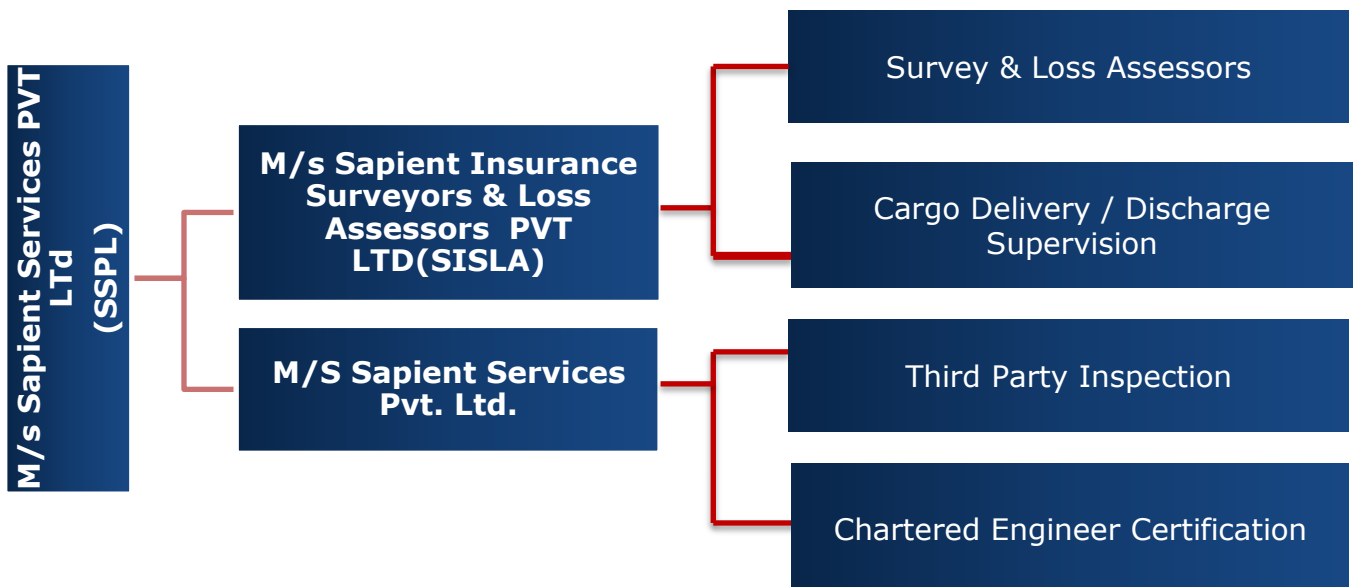 M/s Sapient Services PVT
LTd
(SSPL)
M/s Sapient Insurance
Surveyors & Loss
Assessors PVT
LTD(SISLA)
M/S Sapient Services
Pvt. Ltd.
Survey & Loss Assessors
Cargo Delivery / Discharge
Supervision
Third Party Inspection
Chartered Engineer Certification